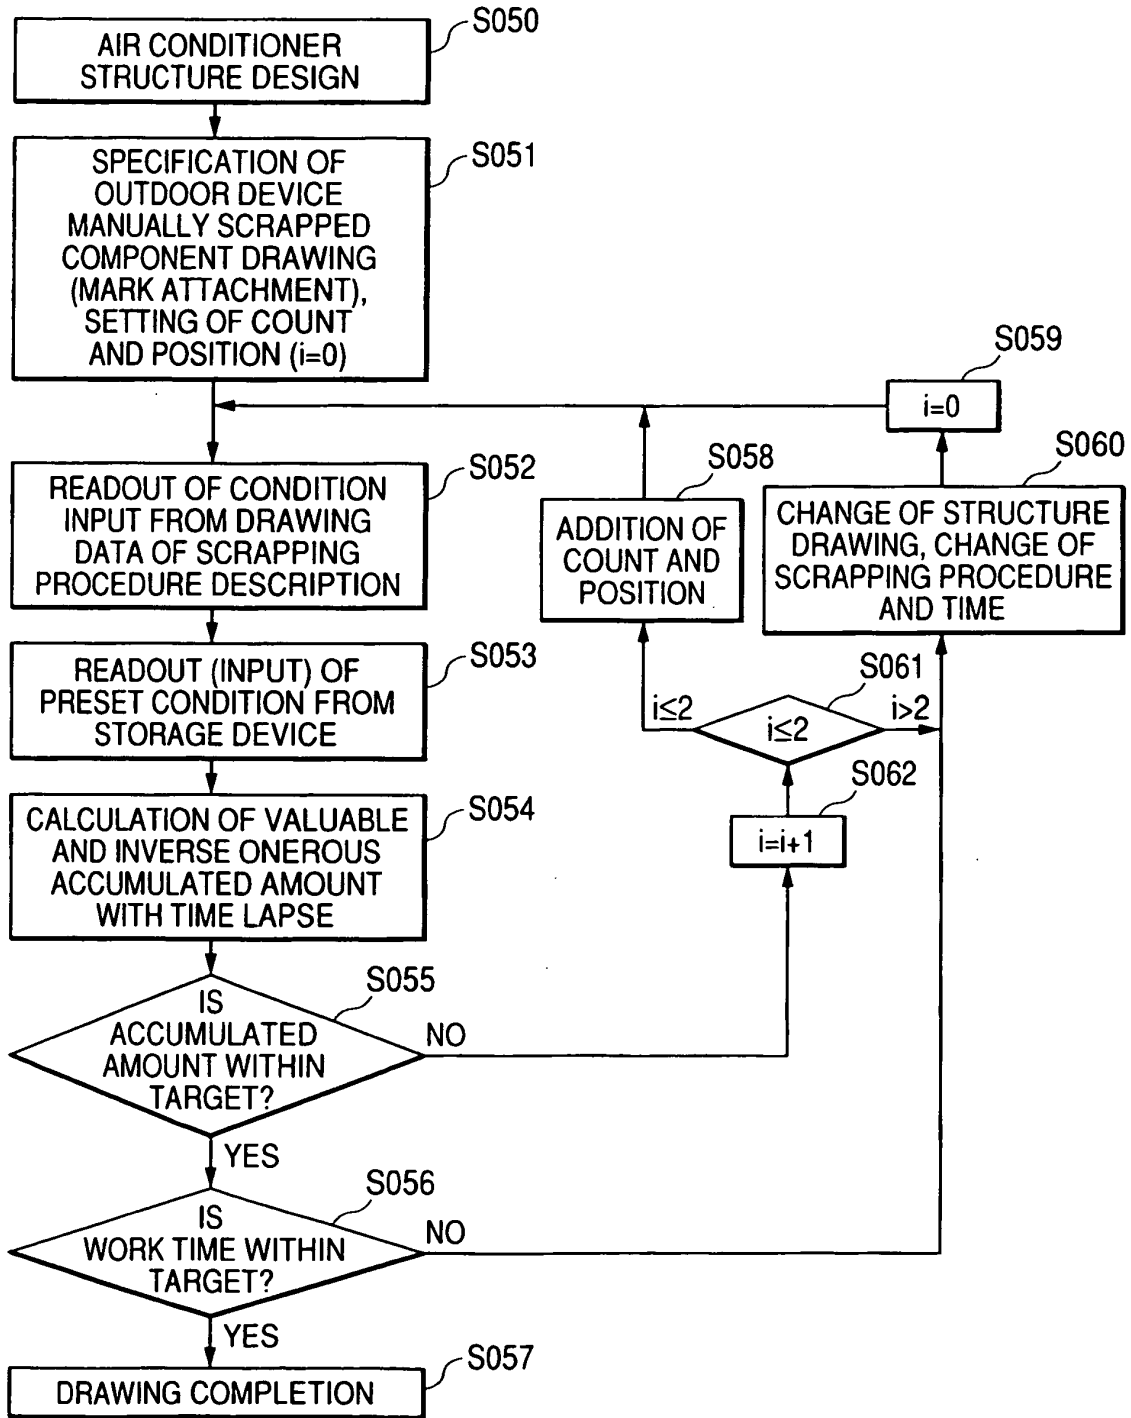 S050
AIR CONDITIONER
STRUCTURE DESIGN
S051
SPECIFICATION OF
OUTDOOR DEVICE
MANUALLY SCRAPPED
COMPONENT DRAWING
(MARK ATTACHMENT),
SETTING OF COUNT
AND POSITION (i=0)
S059
i=0
S052
READOUT OF CONDITION
INPUT FROM DRAWING
DATA OF SCRAPPING
PROCEDURE DESCRIPTION
S058
ADDITION OF
COUNT AND
POSITION
S060
CHANGE OF STRUCTURE
DRAWING, CHANGE OF
SCRAPPING PROCEDURE
AND TIME
S053
READOUT (INPUT) OF
PRESET CONDITION FROM
STORAGE DEVICE
S061
i≤2
i≤2
i>2
S062
i=i+1
S054
CALCULATION OF VALUABLE
AND INVERSE ONEROUS
ACCUMULATED AMOUNT
WITH TIME LAPSE
S055
IS
ACCUMULATED
AMOUNT WITHIN
TARGET?
NO
YES
S056
IS
WORK TIME WITHIN
TARGET?
NO
YES
S057
DRAWING COMPLETION